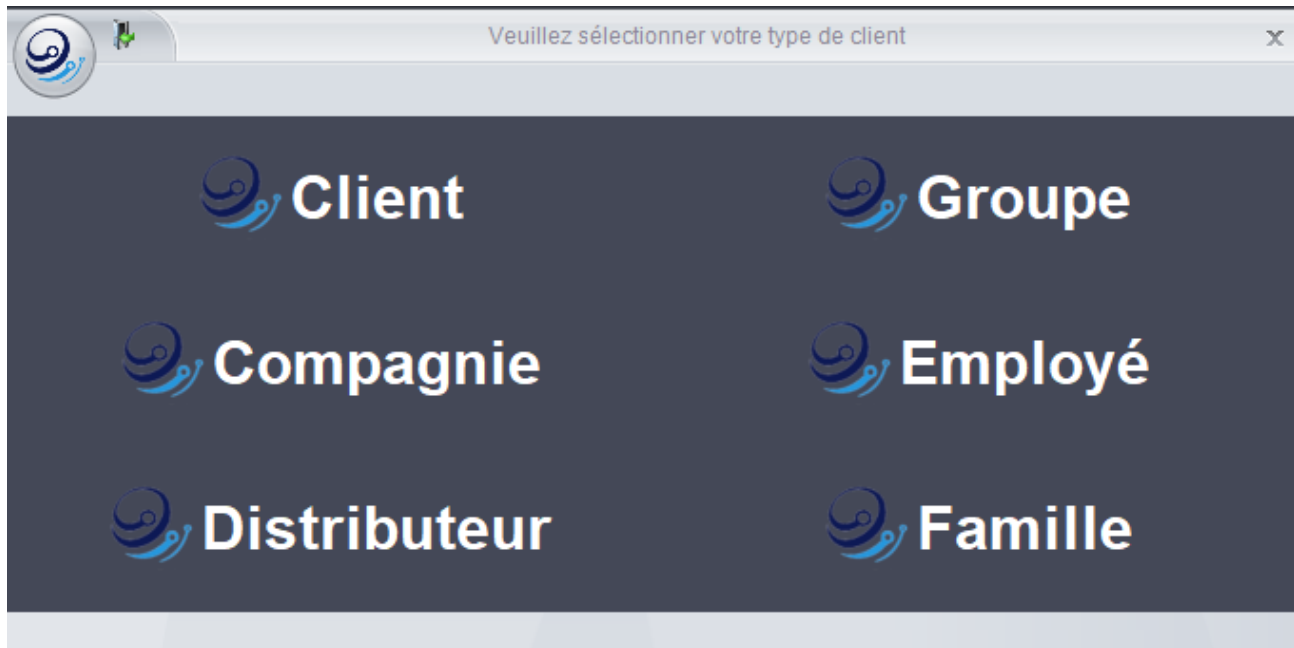 Veuillez sélectionner votre type de client
x
Client
Groupe
Compagnie
Employé
Distributeur
Famille